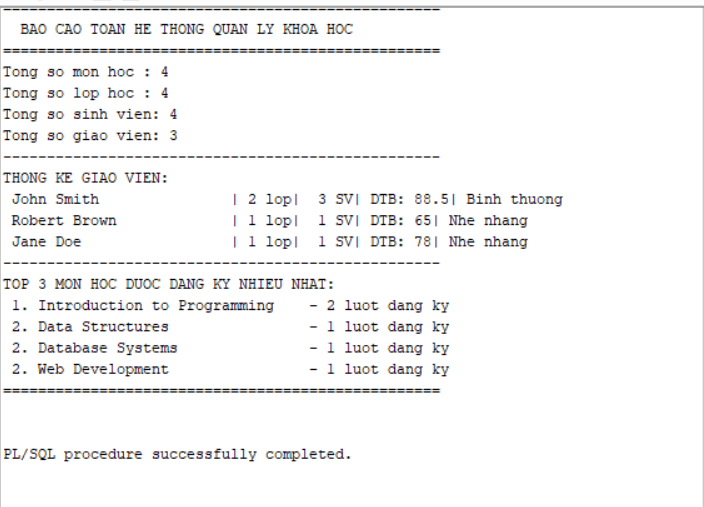 ==================================================
  BAO CAO TOAN HE THONG QUAN LY KHOA HOC
==================================================
Tong so mon hoc : 4
Tong so lop hoc : 4
Tong so sinh vien: 4
Tong so giao vien: 3
--------------------------------------------------
THONG KE GIAO VIEN:
 John Smith               | 2 lop|  3 SV| DTB: 88.5| Binh thuong
 Robert Brown             | 1 lop|  1 SV| DTB: 65| Nhe nhang
 Jane Doe                 | 1 lop|  1 SV| DTB: 78| Nhe nhang
--------------------------------------------------
TOP 3 MON HOC DUOC DANG KY NHIEU NHAT:
 1. Introduction to Programming    - 2 luot dang ky
 2. Data Structures                - 1 luot dang ky
 2. Database Systems               - 1 luot dang ky
 2. Web Development                - 1 luot dang ky
==================================================
PL/SQL procedure successfully completed.